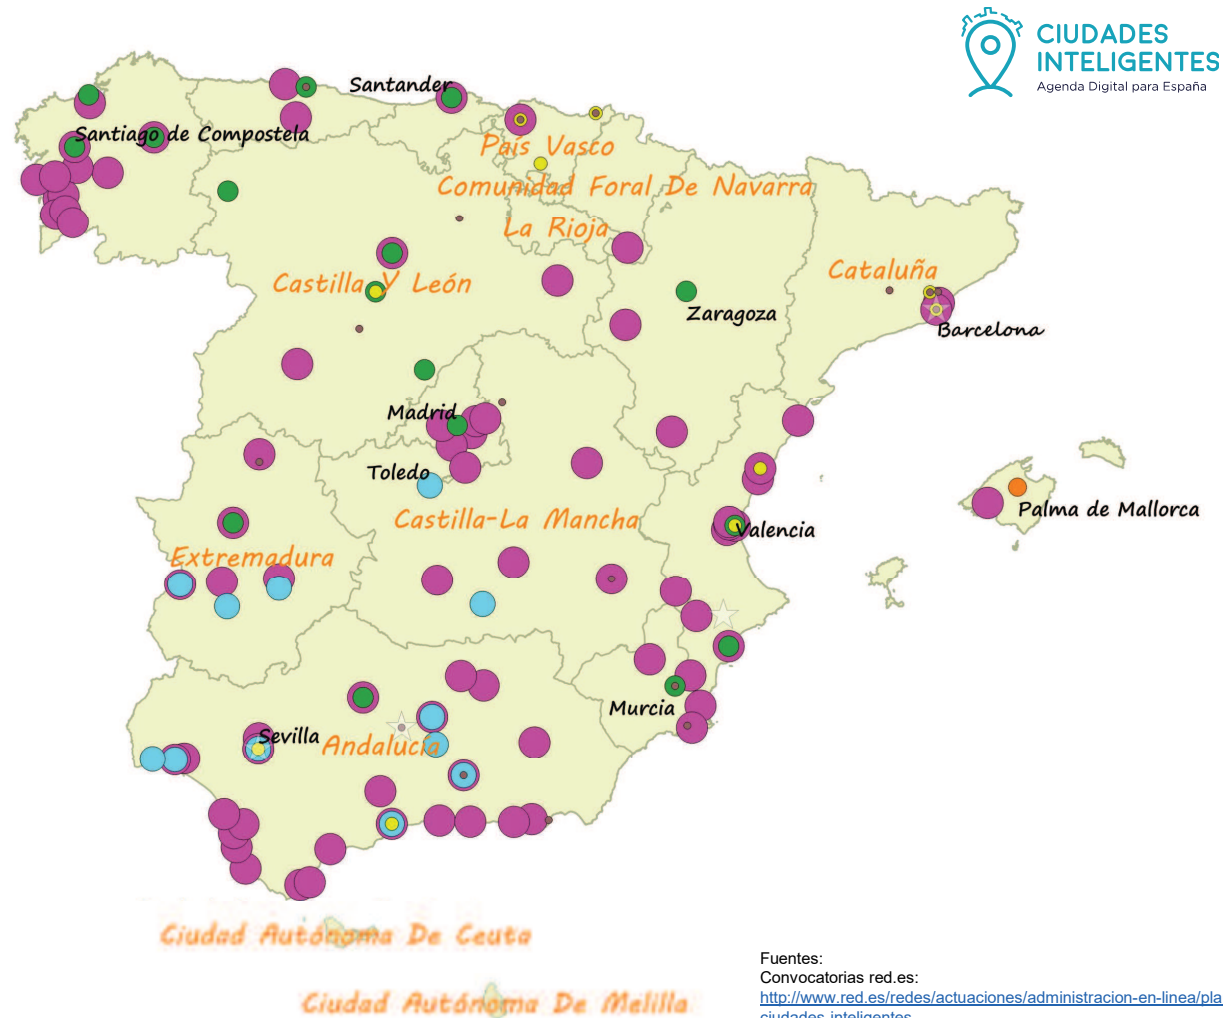 CIUDADES
INTELIGENTES
Agenda Digital para España
Santander
Santiago de Compostela
País Vasco
Comunidad Foral De Navarra
La Rioja
Castilla Y León
Cataluña
Zaragoza
Barcelona
Madrid
Toledo
Castilla-La Mancha
Palma de Mallorca
Valencia
Extremadura
Murcia
Sevilla
Andalucía
Ciudad Autónoma De Ceuta
Ciudad Autónoma De Melilla
Fuentes:
Convocatorias red.es:
http://www.red.es/redes/actuaciones/administracion-en-linea/pla
ciudades-inteligentes